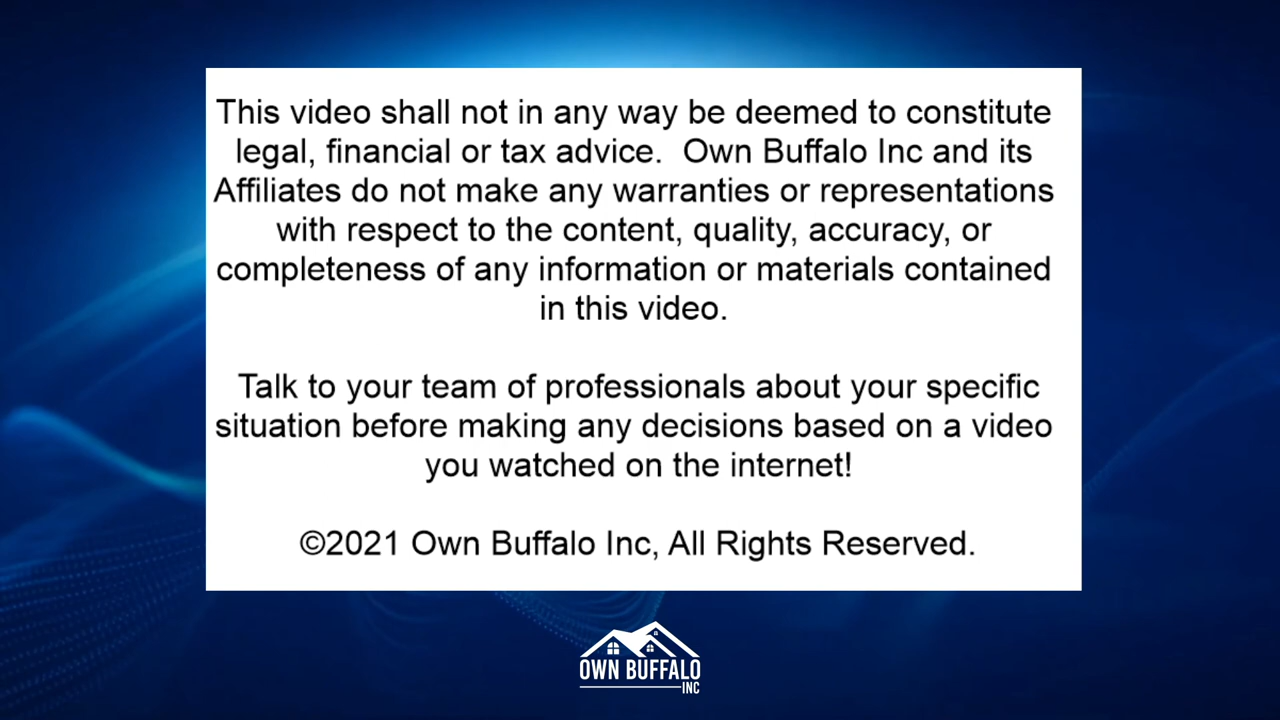 This video shall not in any way be deemed to constitute
legal, financial or tax advice.  Own Buffalo Inc and its
Affiliates do not make any warranties or representations
with respect to the content, quality, accuracy, or
completeness of any information or materials contained
in this video.
Talk to your team of professionals about your specific
situation before making any decisions based on a video
you watched on the internet!
©2021 Own Buffalo Inc, All Rights Reserved.
OWN BUFFALO
INC